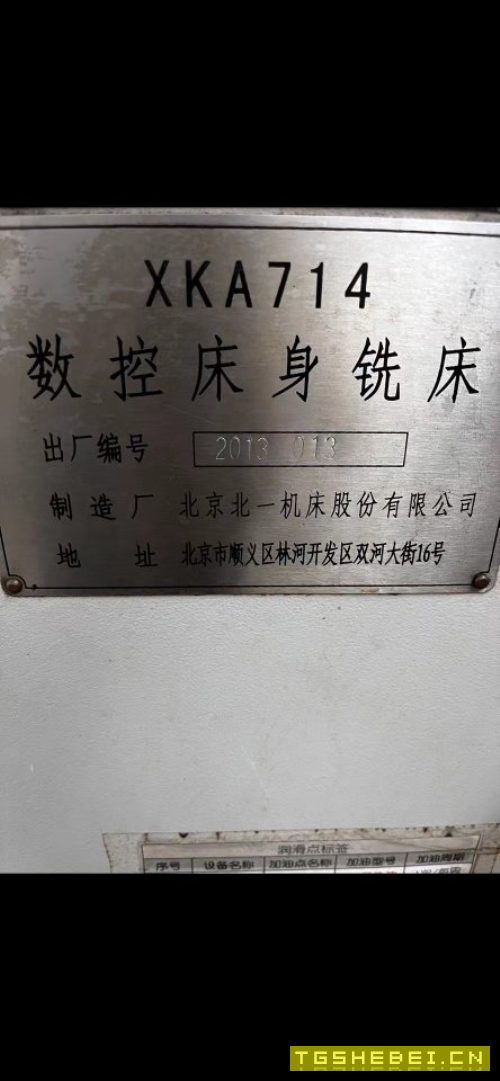 XKA714
数控床身铣床
出厂编号 2013 013
制造厂 北京北一机床股份有限公司
地址 北京市顺义区林河开发区双河大街16号
润滑点标签
序号 设备名称 加油点名称 加油型号 加油周期
TGSHEBEI.CN